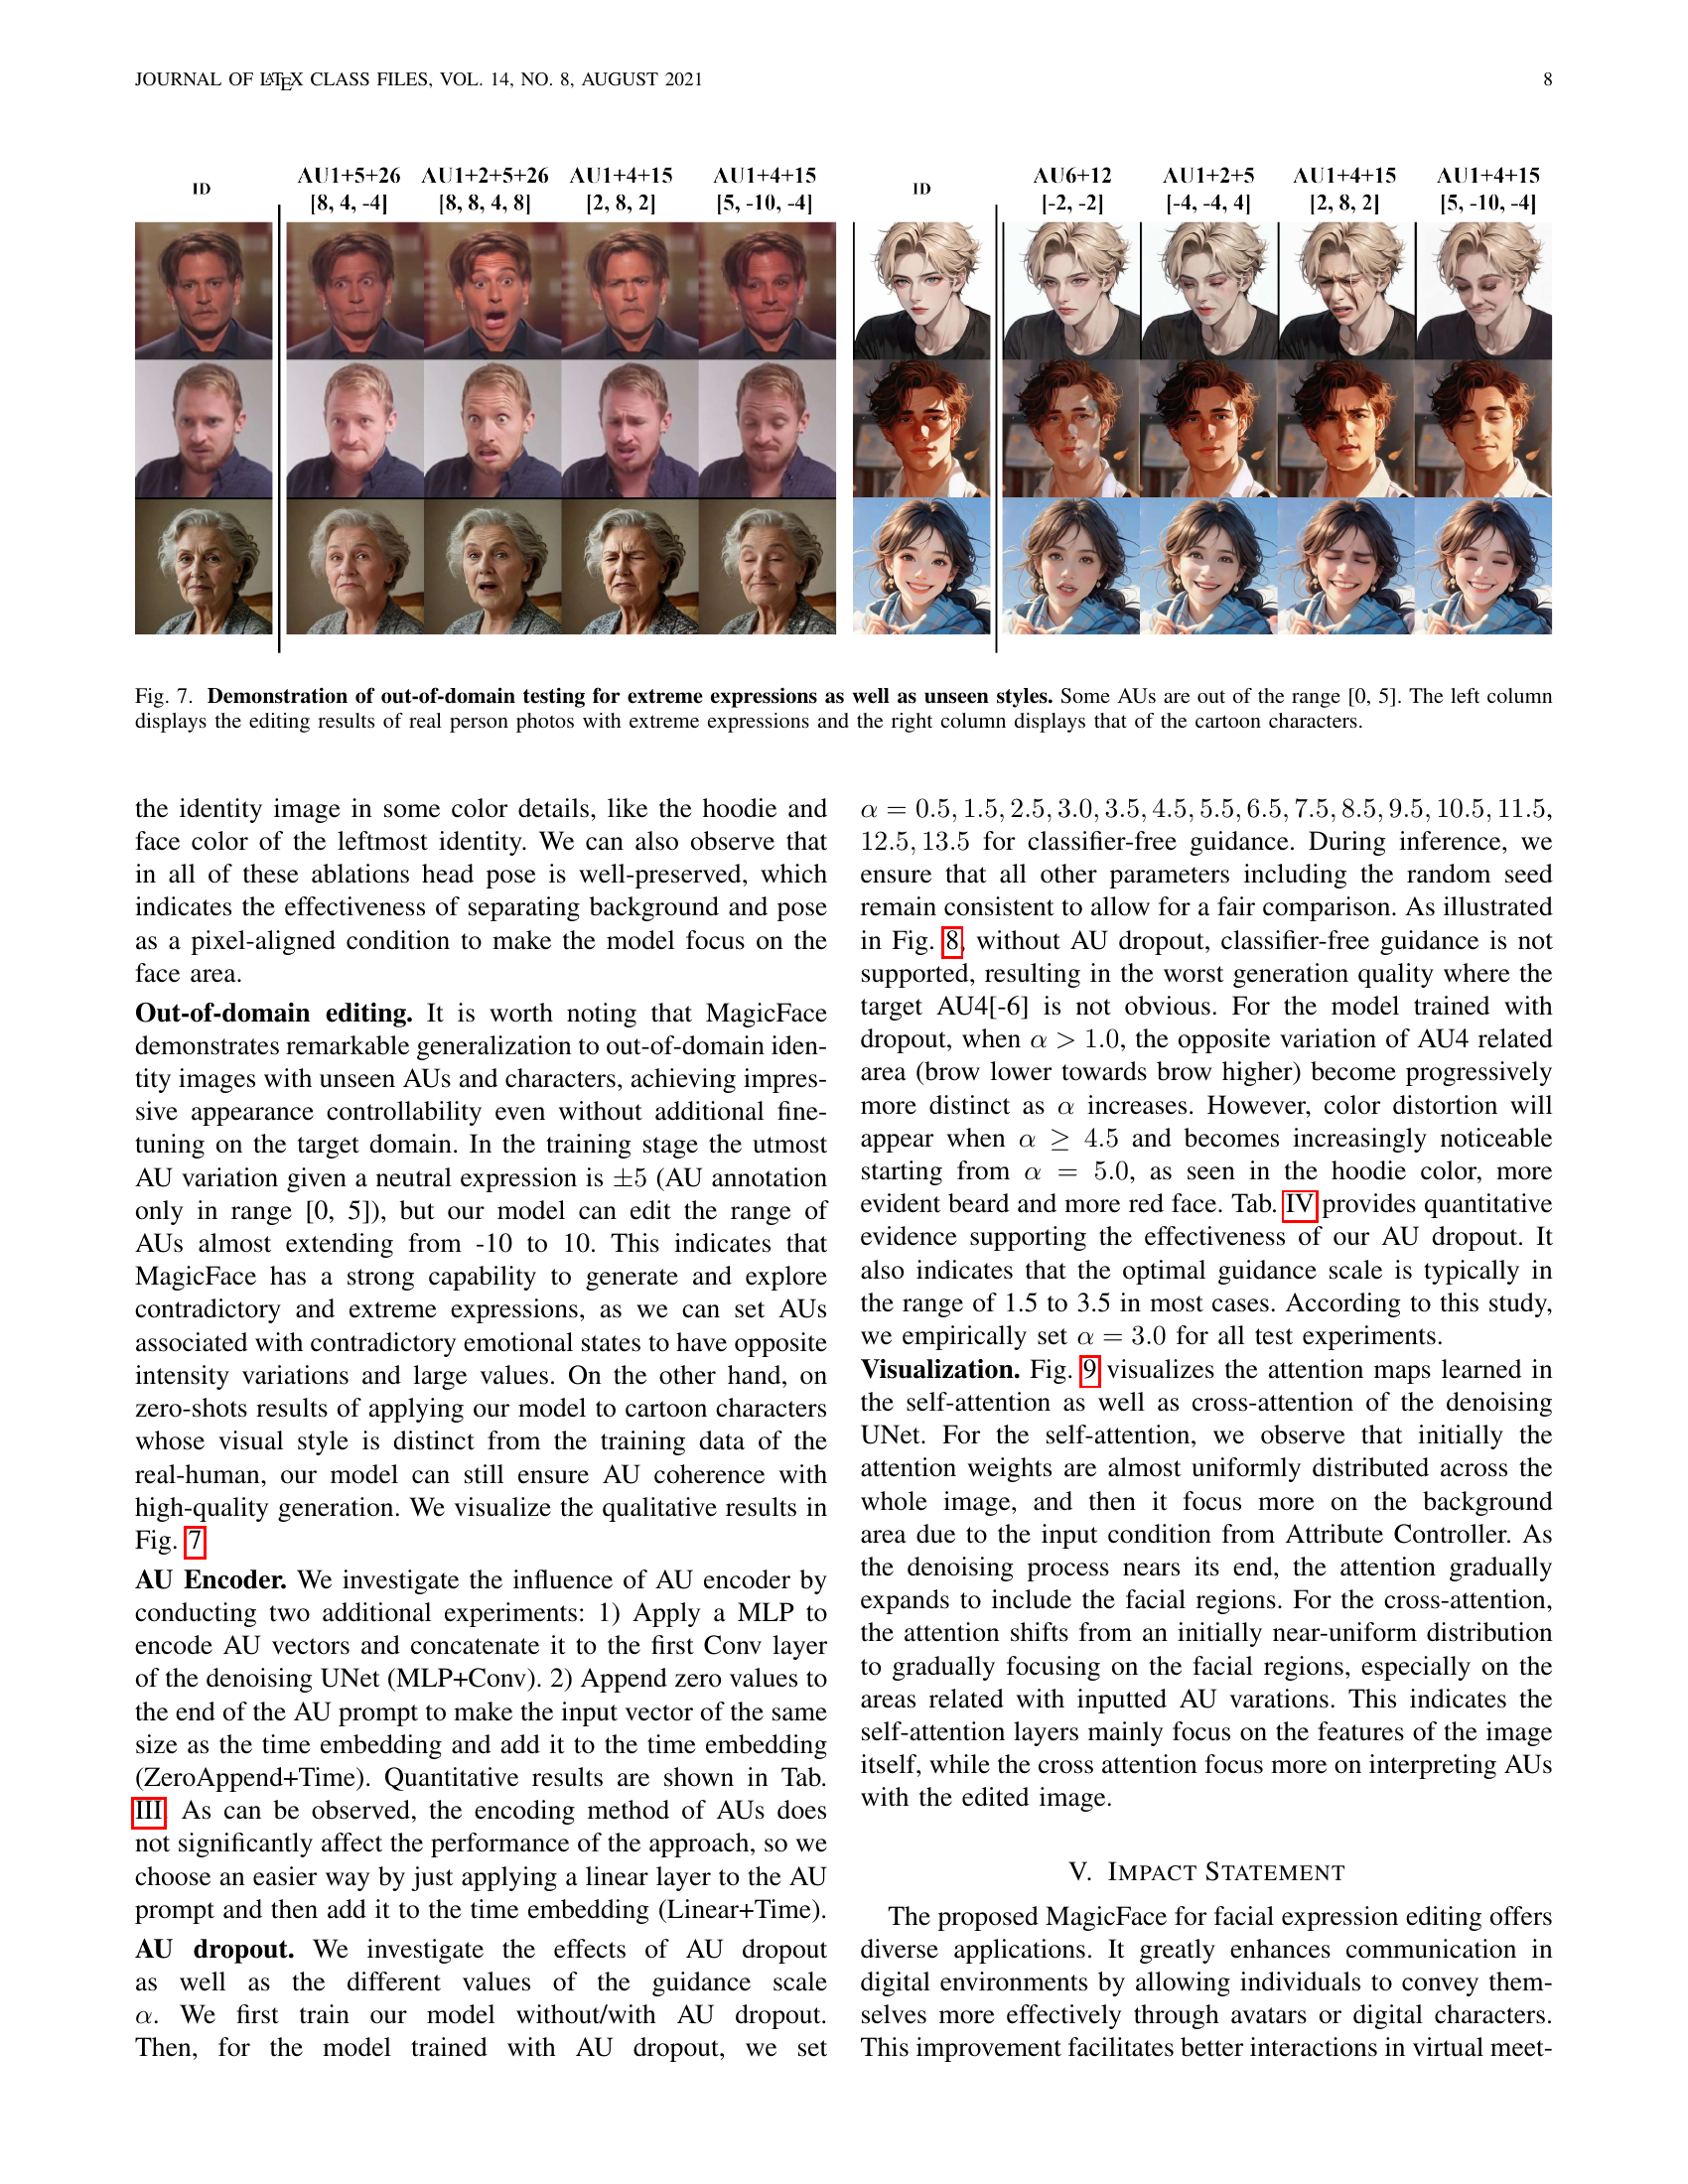 JOURNAL OF LATEX CLASS FILES, VOL. 14, NO. 8, AUGUST 2021 8
ID AU1+5+26 AU1+2+5+26 AU1+4+15 AU1+4+15 ID AU6+12 AU1+2+5 AU1+4+15 AU1+4+15
[8, 4, -4] [8, 8, 4, 8] [2, 8, 2] [5, -10, -4] [-2, -2] [-4, -4, 4] [2, 8, 2] [5, -10, -4]
Fig. 7. Demonstration of out-of-domain testing for extreme expressions as well as unseen styles. Some AUs are out of the range [0, 5]. The left column
displays the editing results of real person photos with extreme expressions and the right column displays that of the cartoon characters.
the identity image in some color details, like the hoodie and
face color of the leftmost identity. We can also observe that
in all of these ablations head pose is well-preserved, which
indicates the effectiveness of separating background and pose
as a pixel-aligned condition to make the model focus on the
face area.
Out-of-domain editing. It is worth noting that MagicFace
demonstrates remarkable generalization to out-of-domain iden-
tity images with unseen AUs and characters, achieving impres-
sive appearance controllability even without additional fine-
tuning on the target domain. In the training stage the utmost
AU variation given a neutral expression is ±5 (AU annotation
only in range [0, 5]), but our model can edit the range of
AUs almost extending from -10 to 10. This indicates that
MagicFace has a strong capability to generate and explore
contradictory and extreme expressions, as we can set AUs
associated with contradictory emotional states to have opposite
intensity variations and large values. On the other hand, on
zero-shots results of applying our model to cartoon characters
whose visual style is distinct from the training data of the
real-human, our model can still ensure AU coherence with
high-quality generation. We visualize the qualitative results in
Fig. 7
AU Encoder. We investigate the influence of AU encoder by
conducting two additional experiments: 1) Apply a MLP to
encode AU vectors and concatenate it to the first Conv layer
of the denoising UNet (MLP+Conv). 2) Append zero values to
the end of the AU prompt to make the input vector of the same
size as the time embedding and add it to the time embedding
(ZeroAppend+Time). Quantitative results are shown in Tab.
III As can be observed, the encoding method of AUs does
not significantly affect the performance of the approach, so we
choose an easier way by just applying a linear layer to the AU
prompt and then add it to the time embedding (Linear+Time).
AU dropout. We investigate the effects of AU dropout
as well as the different values of the guidance scale
α. We first train our model without/with AU dropout.
Then, for the model trained with AU dropout, we set
α = 0.5, 1.5, 2.5, 3.0, 3.5, 4.5, 5.5, 6.5, 7.5, 8.5, 9.5, 10.5, 11.5,
12.5, 13.5 for classifier-free guidance. During inference, we
ensure that all other parameters including the random seed
remain consistent to allow for a fair comparison. As illustrated
in Fig. 8, without AU dropout, classifier-free guidance is not
supported, resulting in the worst generation quality where the
target AU4[-6] is not obvious. For the model trained with
dropout, when α > 1.0, the opposite variation of AU4 related
area (brow lower towards brow higher) become progressively
more distinct as α increases. However, color distortion will
appear when α ≥ 4.5 and becomes increasingly noticeable
starting from α = 5.0, as seen in the hoodie color, more
evident beard and more red face. Tab. IV provides quantitative
evidence supporting the effectiveness of our AU dropout. It
also indicates that the optimal guidance scale is typically in
the range of 1.5 to 3.5 in most cases. According to this study,
we empirically set α = 3.0 for all test experiments.
Visualization. Fig. 9 visualizes the attention maps learned in
the self-attention as well as cross-attention of the denoising
UNet. For the self-attention, we observe that initially the
attention weights are almost uniformly distributed across the
whole image, and then it focus more on the background
area due to the input condition from Attribute Controller. As
the denoising process nears its end, the attention gradually
expands to include the facial regions. For the cross-attention,
the attention shifts from an initially near-uniform distribution
to gradually focusing on the facial regions, especially on the
areas related with inputted AU varations. This indicates the
self-attention layers mainly focus on the features of the image
itself, while the cross attention focus more on interpreting AUs
with the edited image.
V. IMPACT STATEMENT
The proposed MagicFace for facial expression editing offers
diverse applications. It greatly enhances communication in
digital environments by allowing individuals to convey them-
selves more effectively through avatars or digital characters.
This improvement facilitates better interactions in virtual meet-